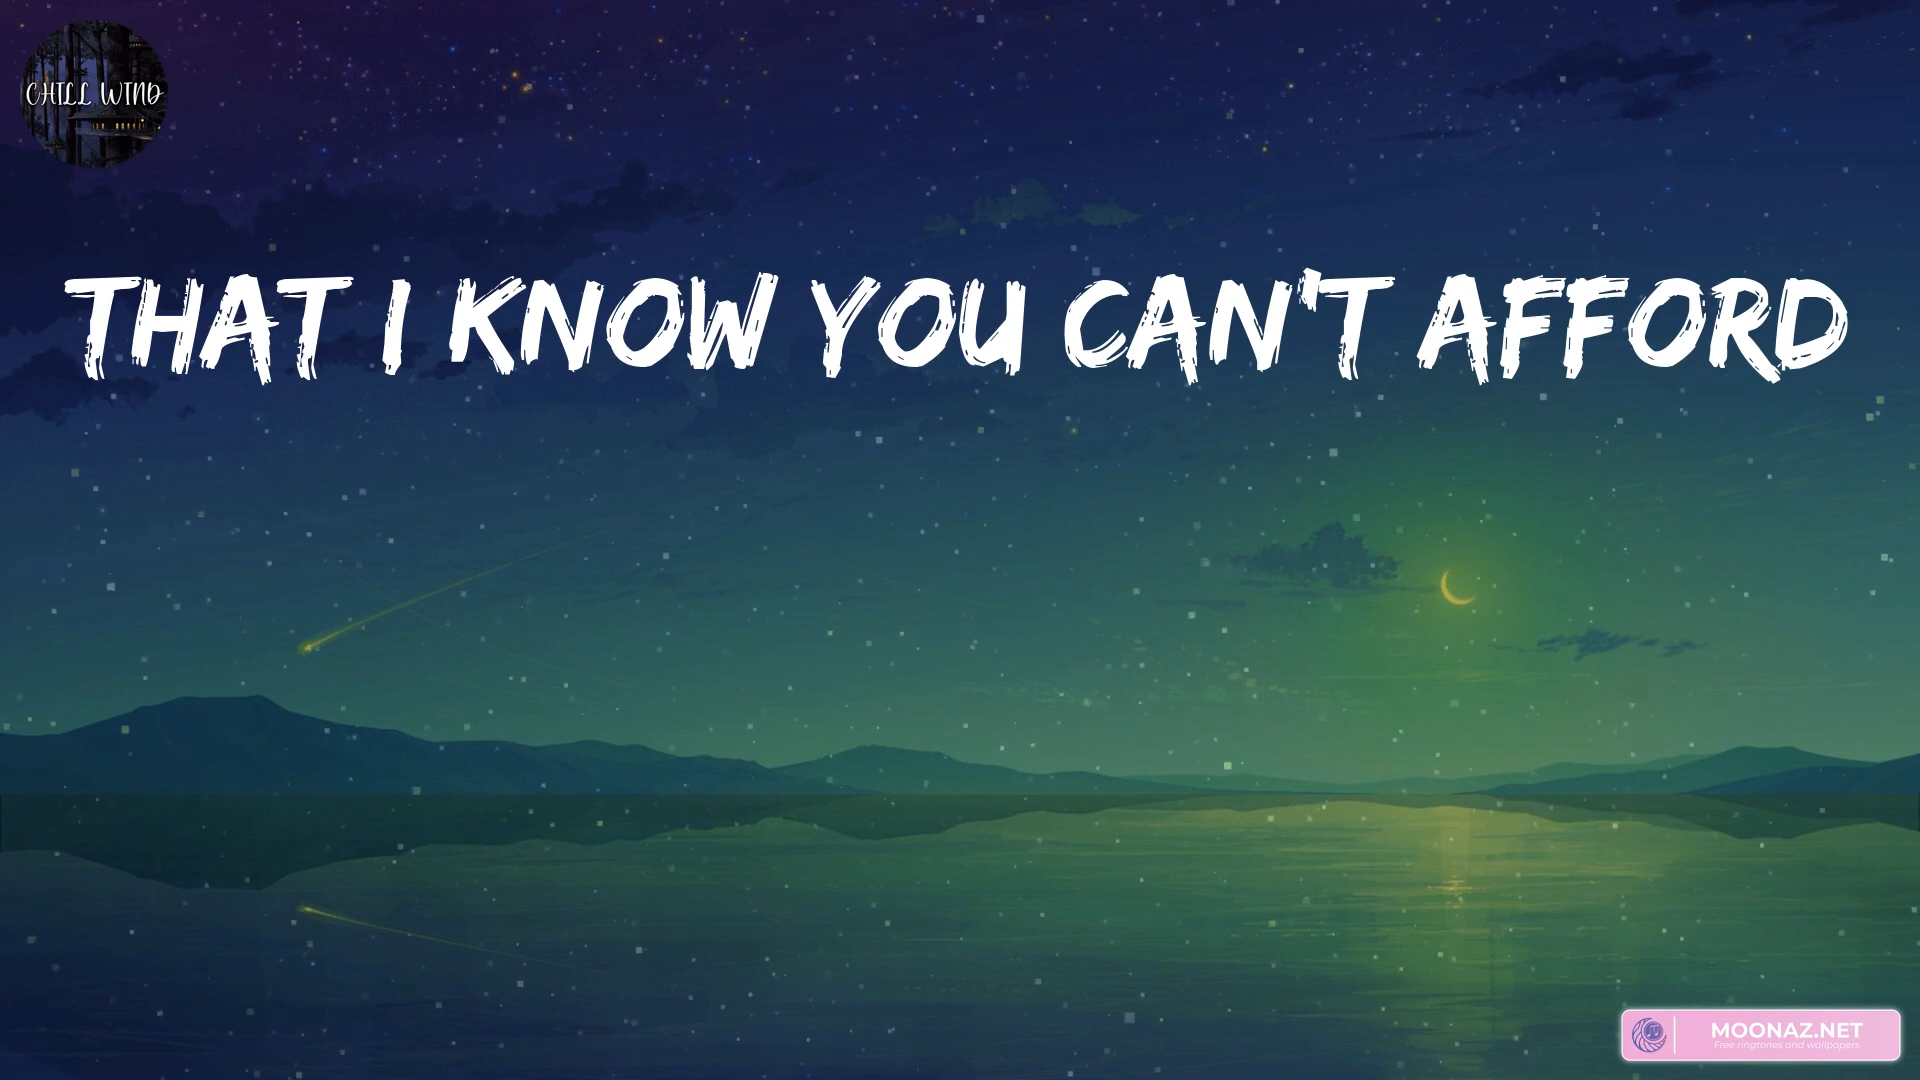 CHILL WIND
THAT I KNOW YOU CAN'T AFFORD
MOONAZ.NET
Free ringtones and wallpapers